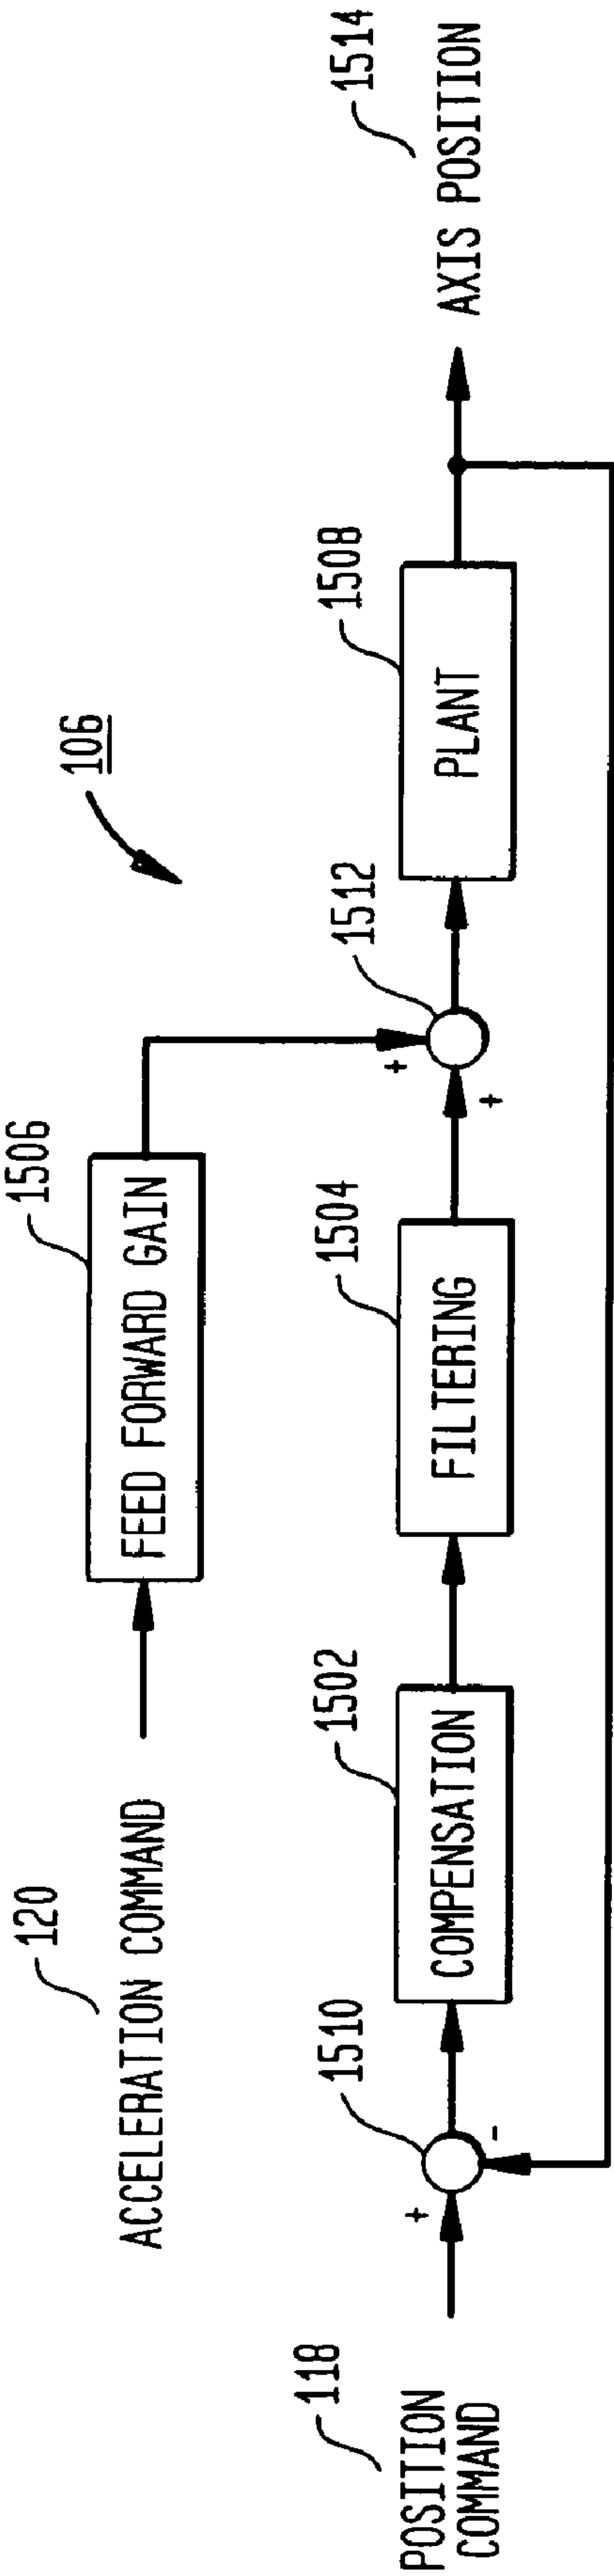 106
120
ACCELERATION COMMAND
1506
FEED FORWARD GAIN
118
POSITION
COMMAND
+
-
1510
1502
COMPENSATION
1504
FILTERING
+
+
1512
1508
PLANT
1514
AXIS POSITION